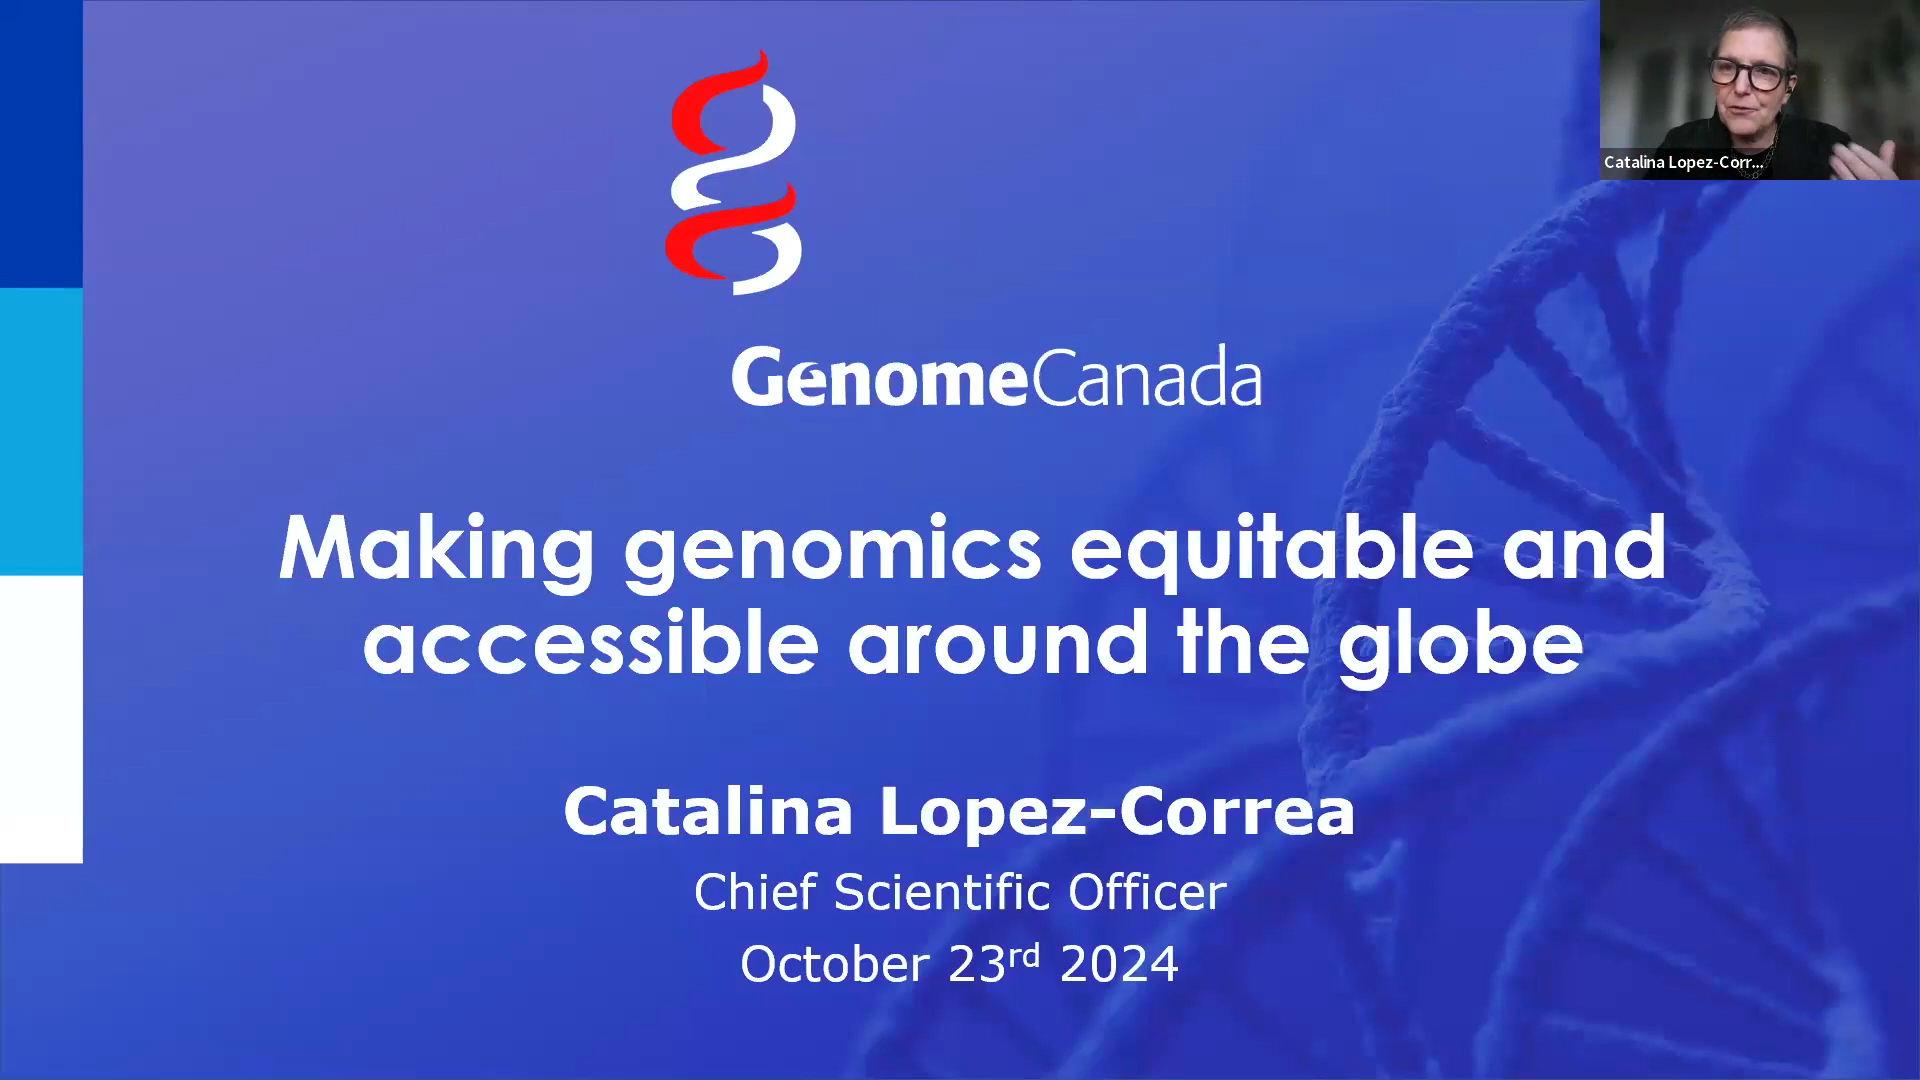 Catalina Lopez-Corr...
GenomeCanada
Making genomics equitable and
accessible around the globe
Catalina Lopez-Correa
Chief Scientific Officer
October 23rd 2024